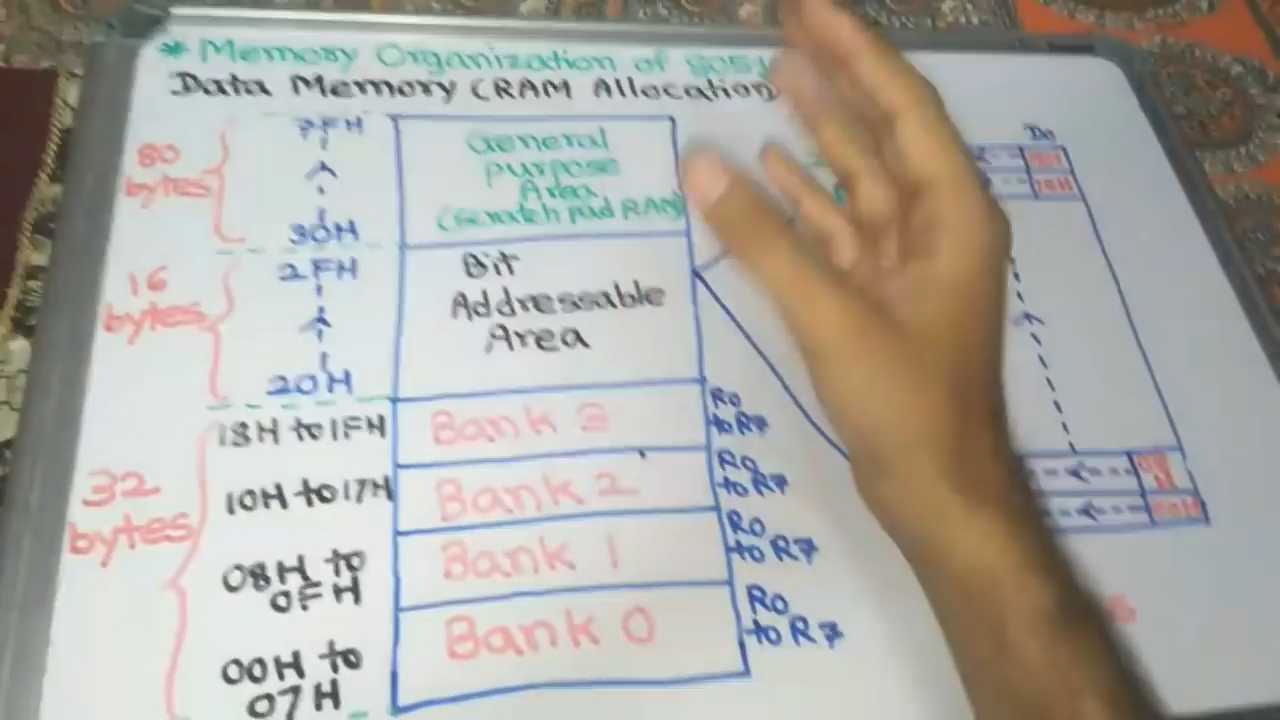 * Memory Organization of 8051
Data Memory (RAM Allocation)
80
bytes
7FH
30H
General
purpose
Area
(scratch pad RAM)
16
bytes
2FH
20H
Bit
Addressable
Area
32
bytes
18H to 1FH
Bank 3
R0
to R7
10H to 17H
Bank 2
R0
to R7
08H to
0FH
Bank 1
R0
to R7
00H to
07H
Bank 0
R0
to R7
D0
78H
00H